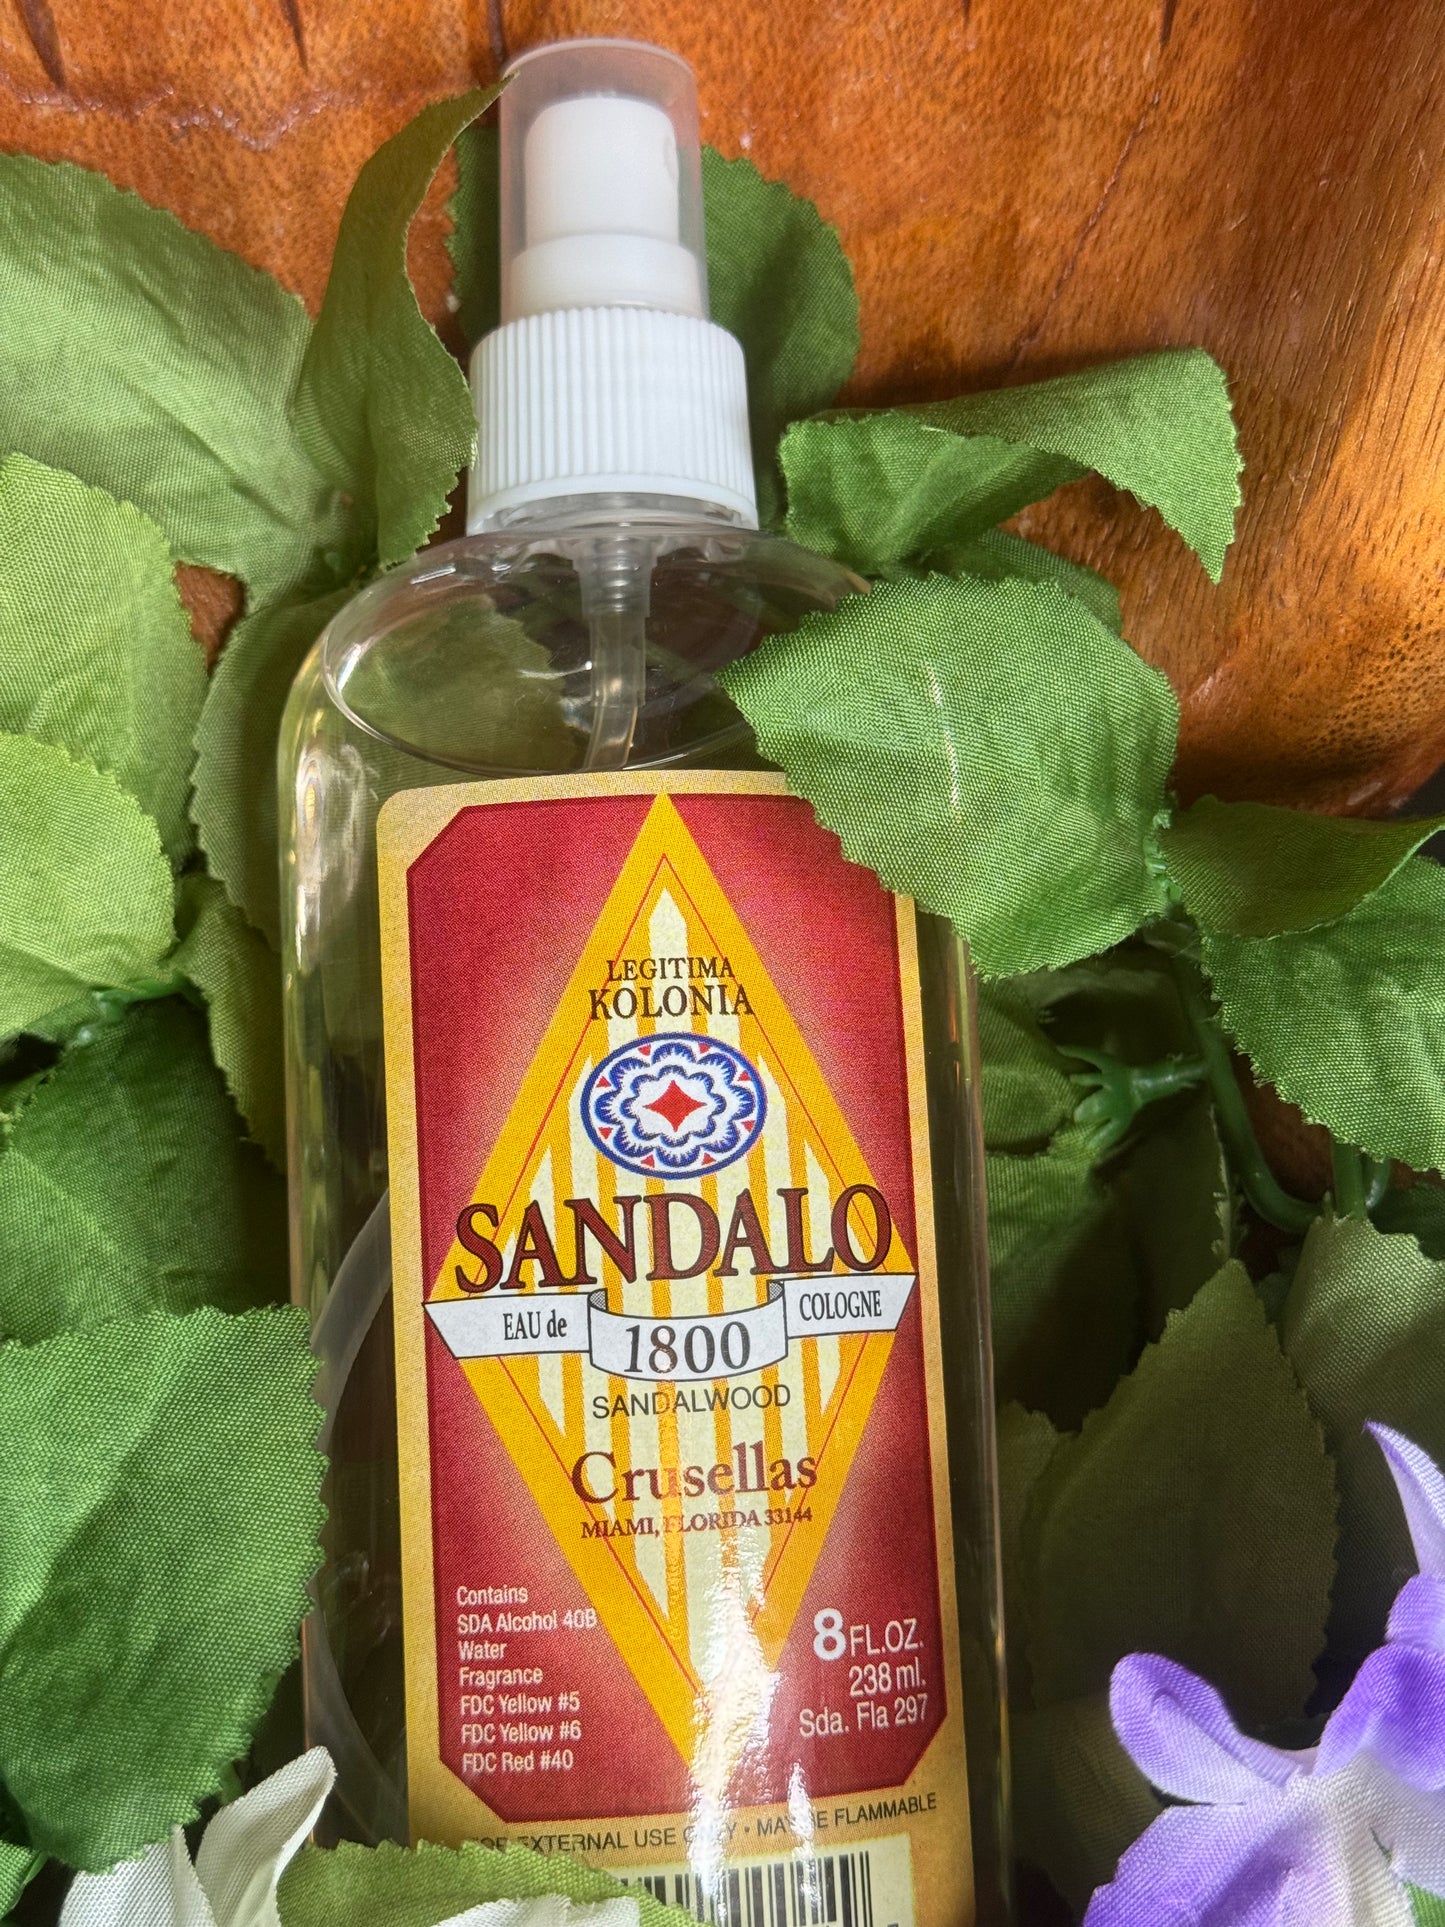 LEGITIMA
KOLONIA
SANDALO
EAU de
1800
COLOGNE
SANDALWOOD
Crusellas
MIAMI, FLORIDA 33144
Contains
SDA Alcohol 40B
Water
Fragrance
FDC Yellow #5
FDC Yellow #6
FDC Red #40
8 FL.OZ.
238 ml.
Sda. Fla 297
FOR EXTERNAL USE ONLY • MAY BE FLAMMABLE